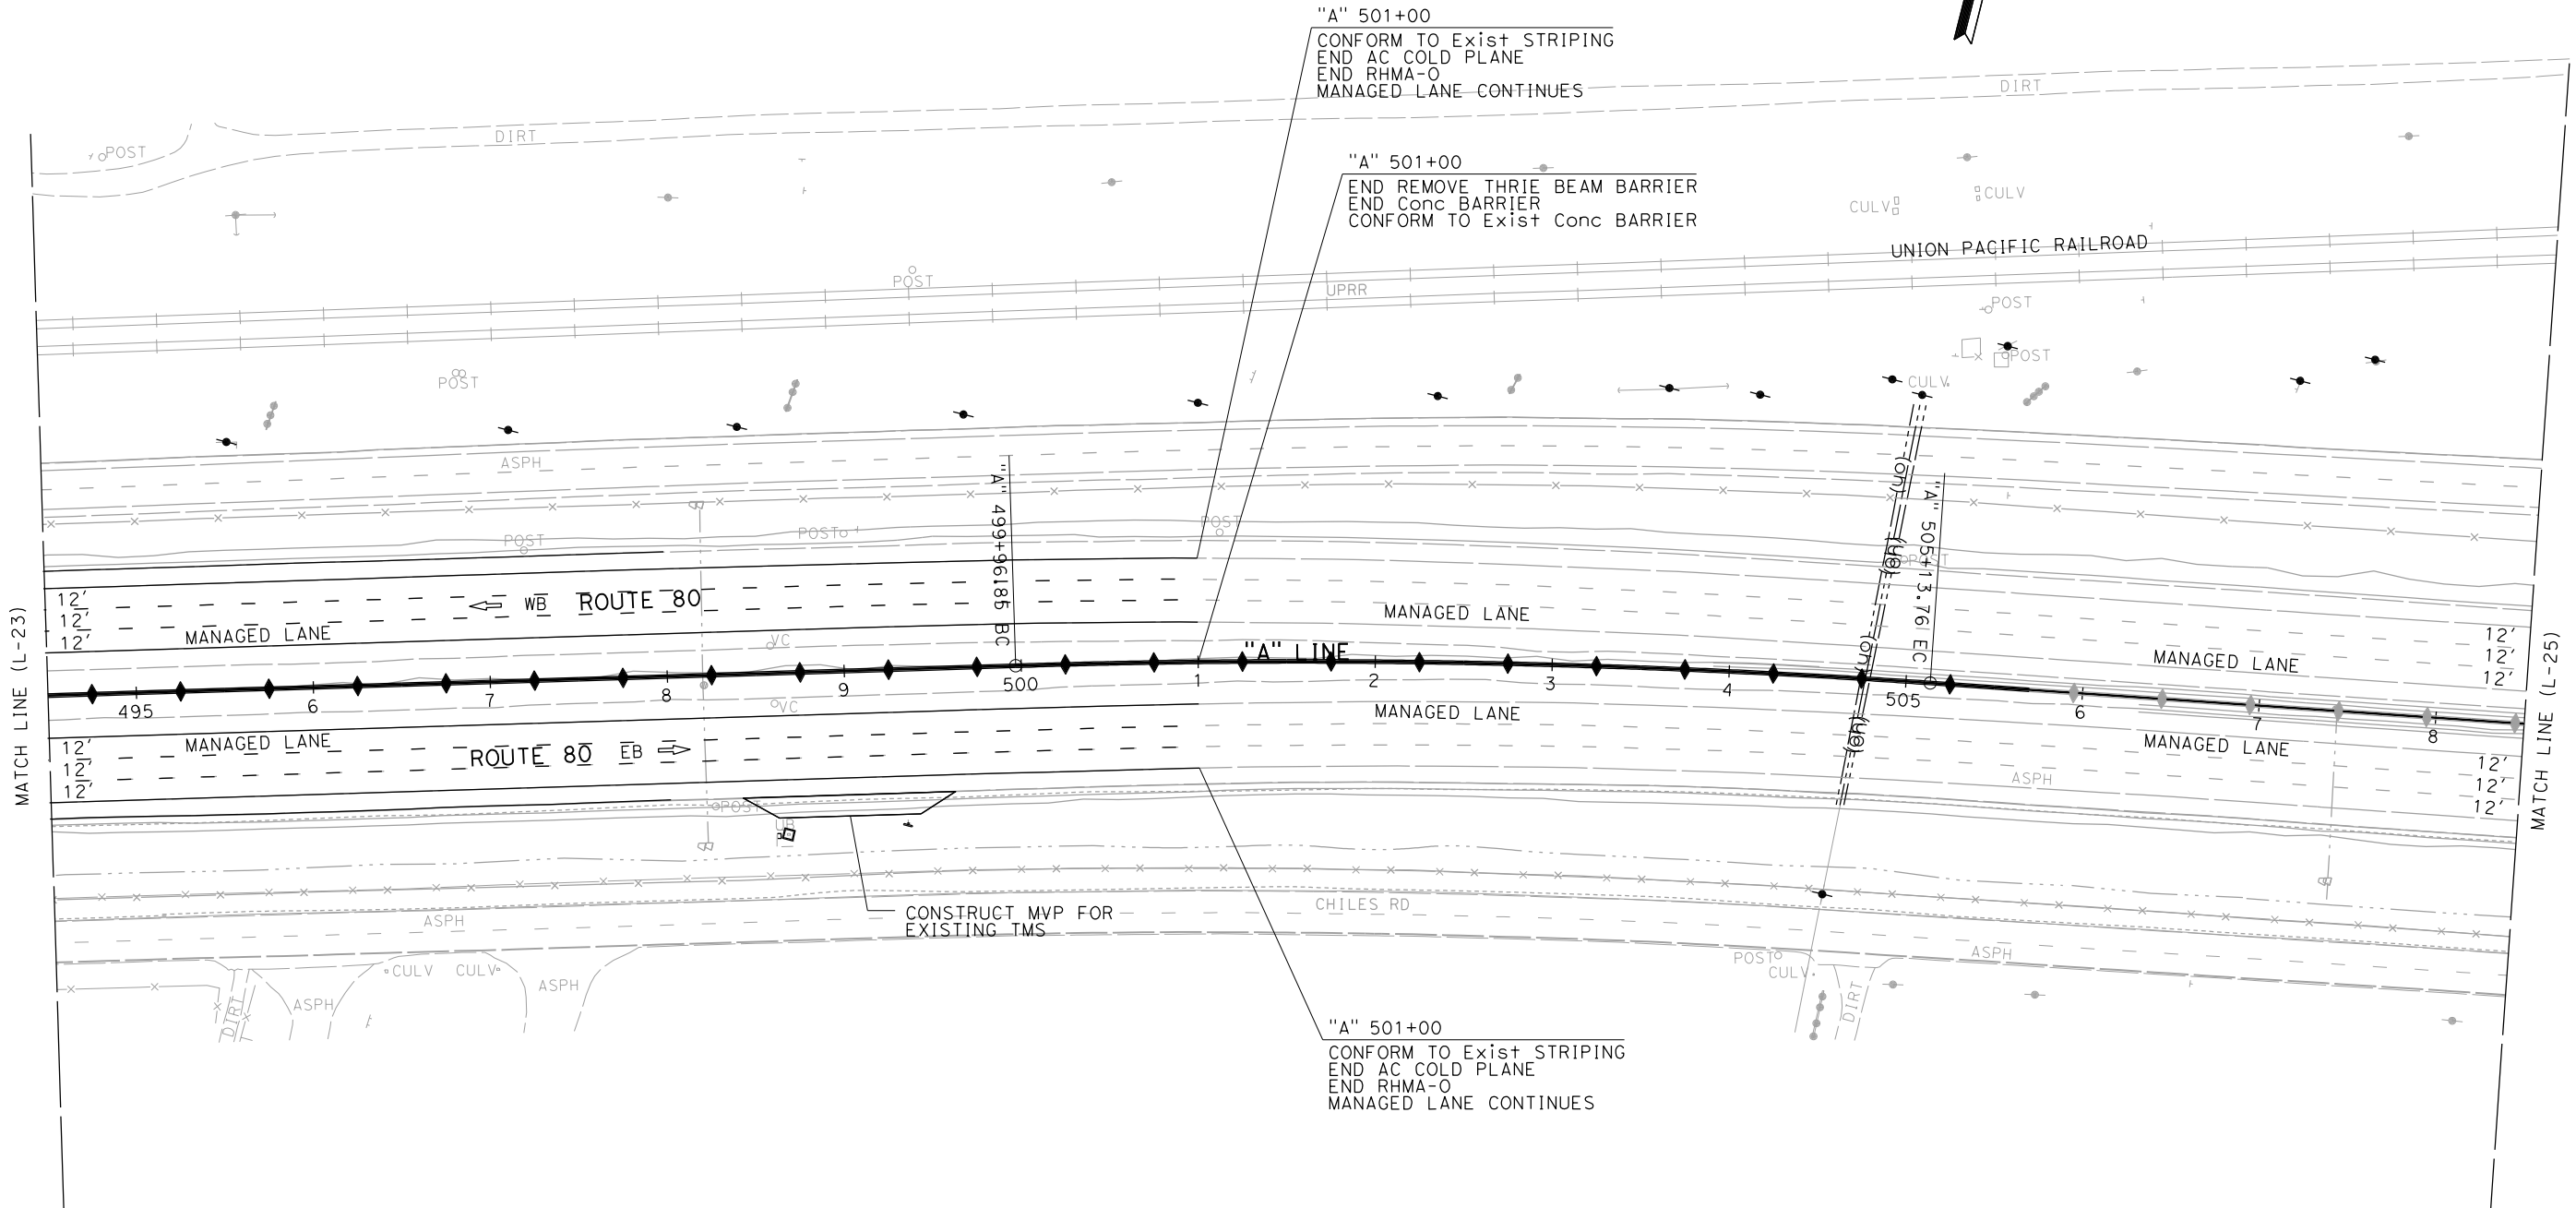 "A" 501+00
CONFORM TO Exist STRIPING
END AC COLD PLANE
END RHMA-O
MANAGED LANE CONTINUES
DIRT
DIRT
POST
"A" 501+00
END REMOVE THRIE BEAM BARRIER
END Conc BARRIER
CONFORM TO Exist Conc BARRIER
CULV
CULV
UNION PACIFIC RAILROAD
POST
UPRR
POST
POST
POST
CULV
ASPH
"A" 499+96.185 BC
"A" 505+13.76 EC
POST
POST
POST
POST
12'
12'
12'
WB
ROUTE 80
MANAGED LANE
MANAGED LANE
VC
"A" LINE
MANAGED LANE
12'
12'
12'
MATCH LINE (L-23)
MATCH LINE (L-25)
495
6
7
8
9
500
1
2
3
4
505
6
7
8
VC
MANAGED LANE
MANAGED LANE
MANAGED LANE
12'
12'
12'
ROUTE 80
EB
12'
12'
12'
ASPH
POST
CHILES RD
CONSTRUCT MVP FOR
EXISTING TMS
ASPH
ASPH
POST
CULV
CULV
CULV
ASPH
ASPH
DIRT
DIRT
"A" 501+00
CONFORM TO Exist STRIPING
END AC COLD PLANE
END RHMA-O
MANAGED LANE CONTINUES